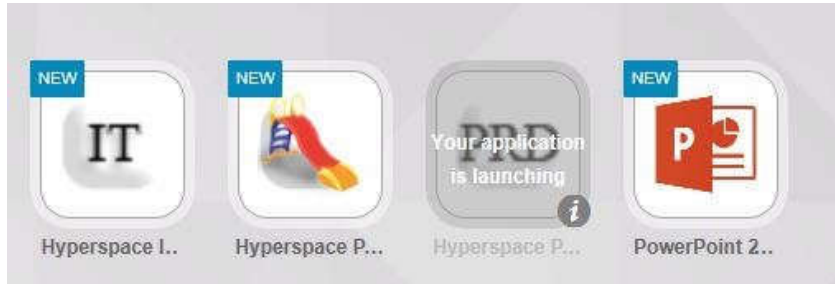 NEW
IT
Hyperspace I..
NEW
Hyperspace P...
PRD
Your application
is launching
i
Hyperspace P...
NEW
P
PowerPoint 2..